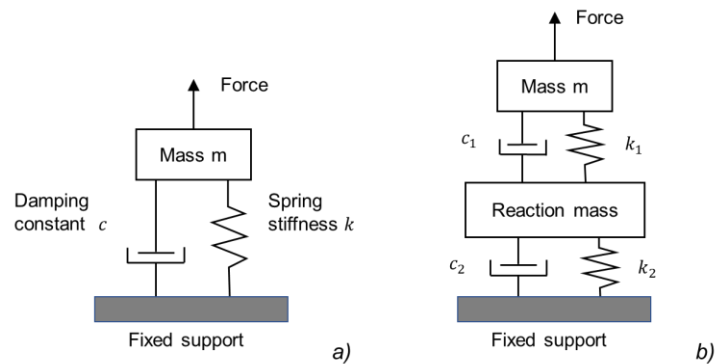 Force
Mass m
Damping
constant c
Spring
stiffness k
Fixed support
a)
Force
Mass m
c₁
k₁
Reaction mass
c₂
k₂
Fixed support
b)